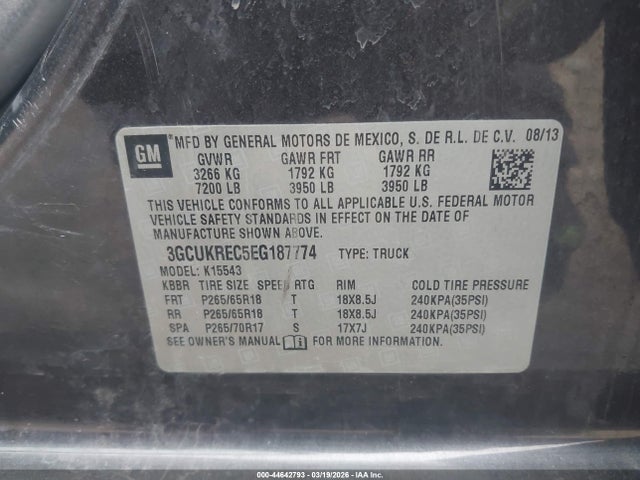 GM
® MFD BY GENERAL MOTORS DE MEXICO, S. DE R.L. DE C.V. 08/13
GVWR GAWR FRT GAWR RR
3266 KG 1792 KG 1792 KG
7200 LB 3950 LB 3950 LB
THIS VEHICLE CONFORMS TO ALL APPLICABLE U.S. FEDERAL MOTOR
VEHICLE SAFETY STANDARDS IN EFFECT ON THE DATE OF
MANUFACTURE SHOWN ABOVE.
3GCUKREC5EG187774 TYPE: TRUCK
MODEL: K15543
KBBR TIRE SIZE SPEED RTG RIM COLD TIRE PRESSURE
FRT P265/65R18 T 18X8.5J 240KPA(35PSI)
RR P265/65R18 T 18X8.5J 240KPA(35PSI)
SPA P265/70R17 S 17X7J 240KPA(35PSI)
SEE OWNER'S MANUAL FOR MORE INFORMATION.
000-44642793 - 03/19/2026 - IAA, Inc. Copyright